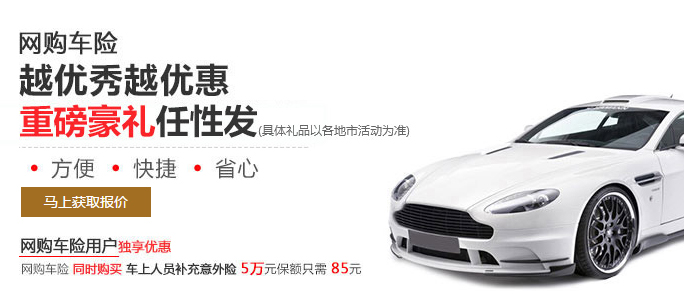 网购车险
越优秀越优惠
重磅豪礼任性发(具体礼品以各地市活动为准)
• 方便 • 快捷 • 省心
马上获取报价
网购车险用户独享优惠
网购车险 同时购买 车上人员补充意外险 5万元保额只需 85元